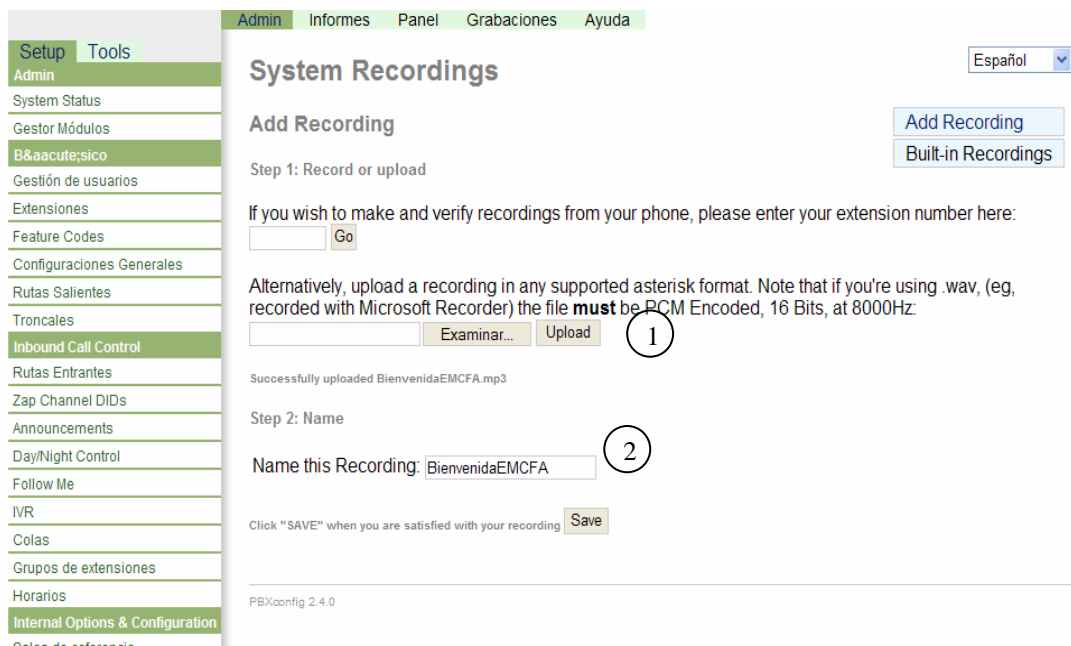 Admin Informes Panel Grabaciones Ayuda
Setup Tools
Admin
System Status
Gestor Módulos
B&aacute;sico
Gestión de usuarios
Extensiones
Feature Codes
Configuraciones Generales
Rutas Salientes
Troncales
Inbound Call Control
Rutas Entrantes
Zap Channel DIDs
Announcements
Day/Night Control
Follow Me
IVR
Colas
Grupos de extensiones
Horarios
Internal Options & Configuration
System Recordings
Español
Add Recording
Built-in Recordings
Add Recording
Step 1: Record or upload
If you wish to make and verify recordings from your phone, please enter your extension number here:
Go
Alternatively, upload a recording in any supported asterisk format. Note that if you're using .wav, (eg,
recorded with Microsoft Recorder) the file must be PCM Encoded, 16 Bits, at 8000Hz:
Examinar... Upload 1
Successfully uploaded BienvenidaEMCFA.mp3
Step 2: Name
Name this Recording: BienvenidaEMCFA 2
Click "SAVE" when you are satisfied with your recording Save
PBXconfig 2.4.0